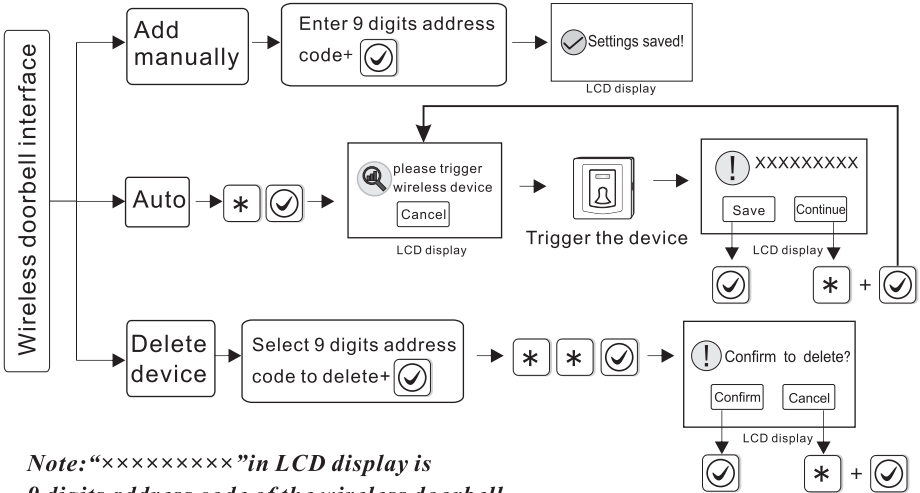 Wireless doorbell interface
Add
manually
Enter 9 digits address
code+
Settings saved!
LCD display
Auto
*
please trigger
wireless device
Cancel
LCD display
Trigger the device
! XXXXXXXXX
Save
Continue
LCD display
* +
Delete
device
Select 9 digits address
code to delete+
* *
! Confirm to delete?
Confirm
Cancel
LCD display
* +
Note:“×××××××××”in LCD display is
9 digits address code of the wireless doorbell